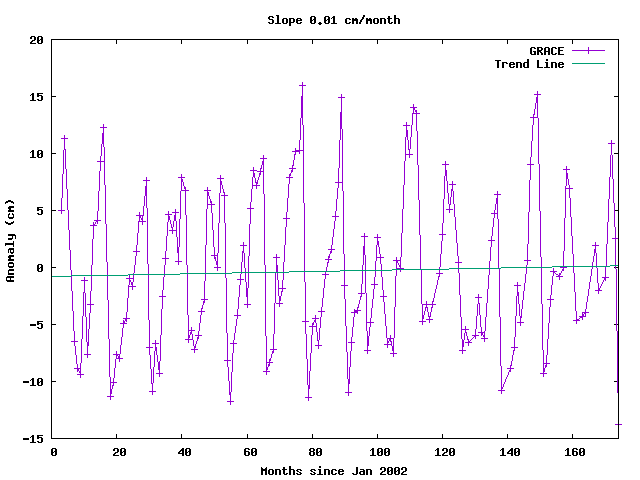 Slope 0.01 cm/month
GRACE
Trend Line
20
15
10
5
0
-5
-10
-15
Anomaly (cm)
0 20 40 60 80 100 120 140 160
Months since Jan 2002